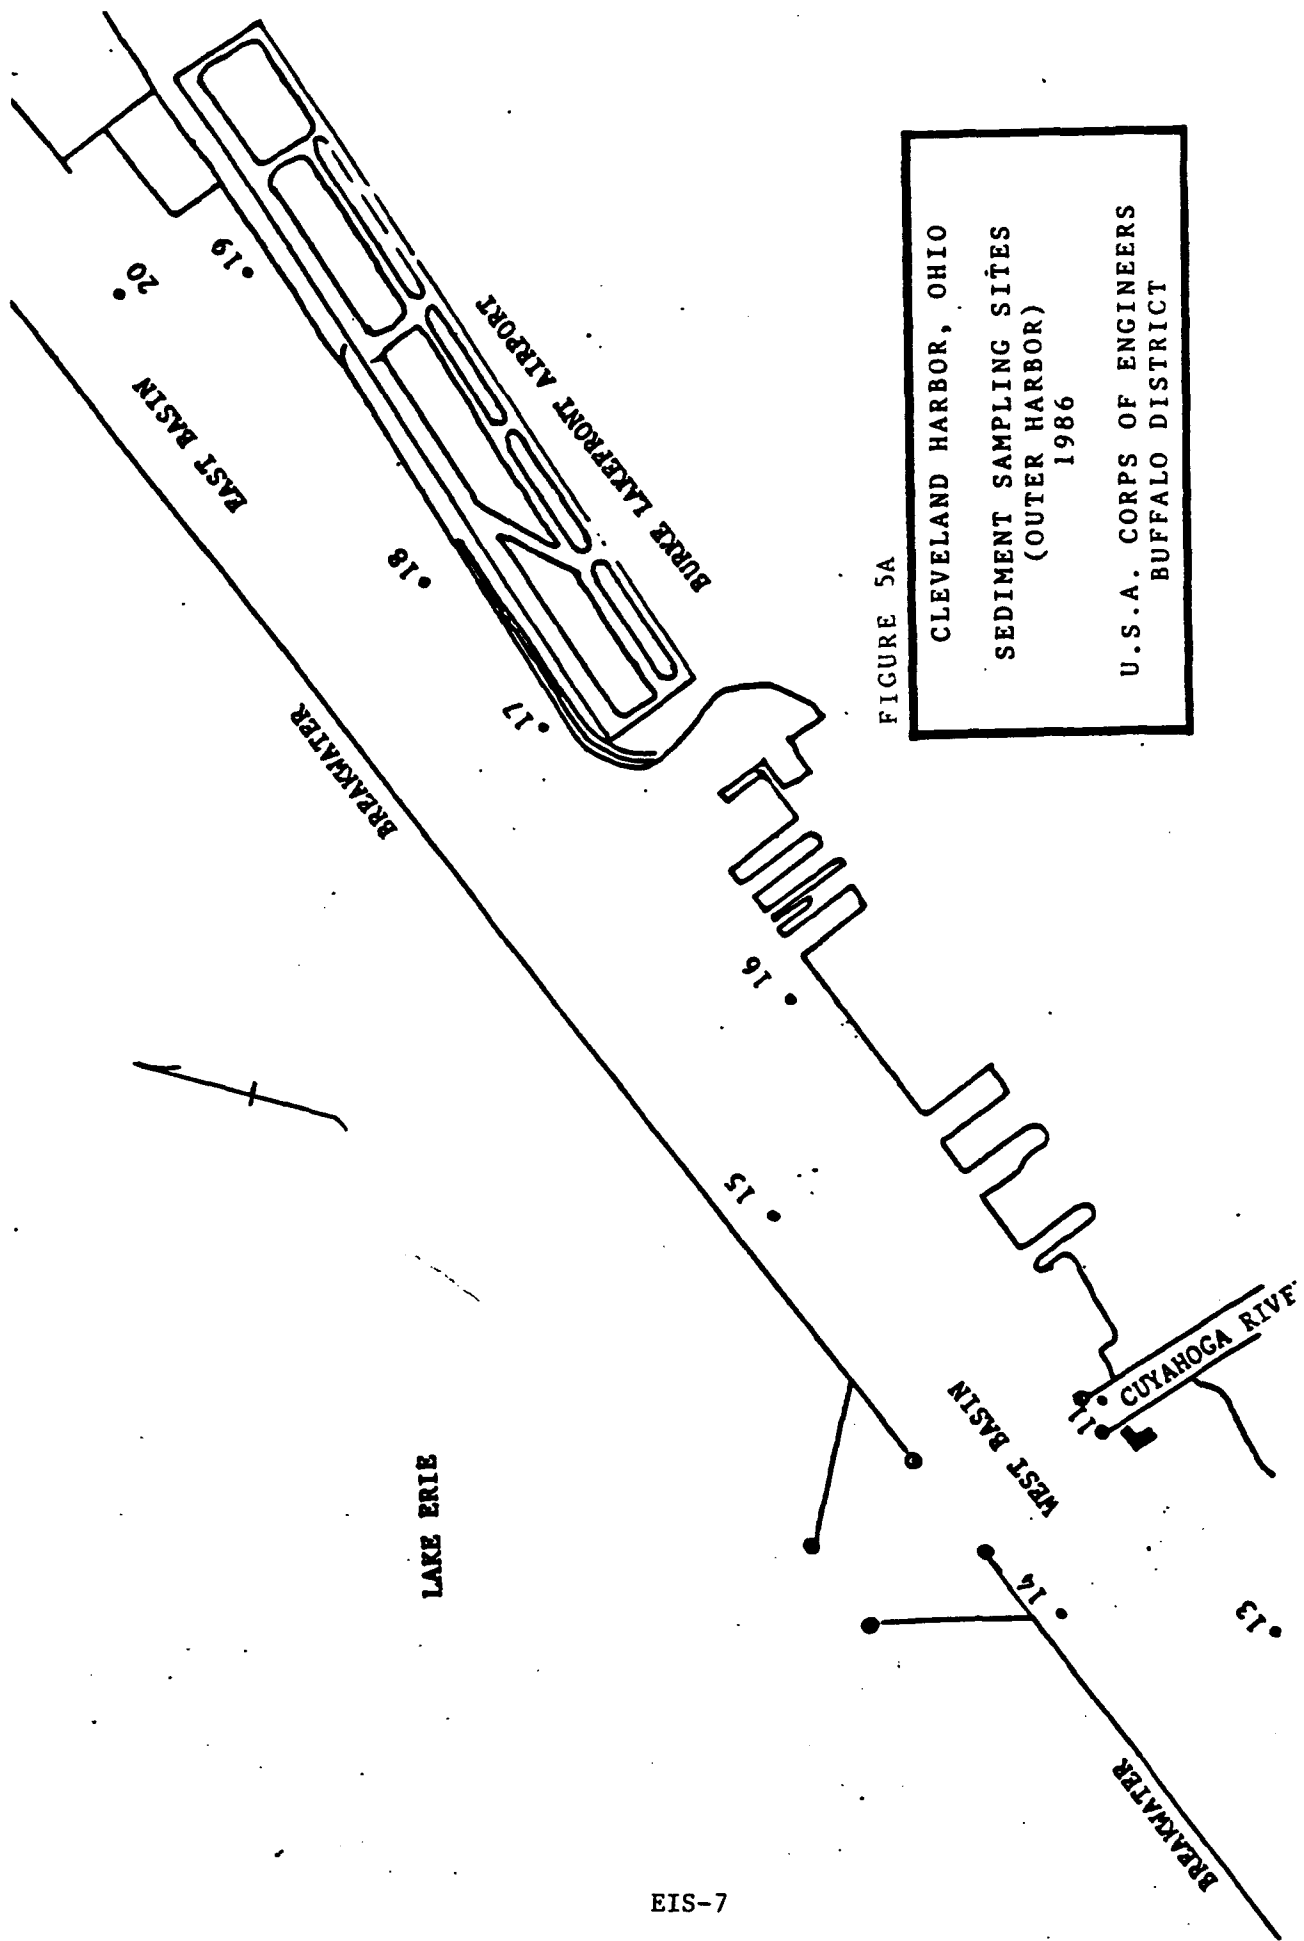 FIGURE 5A
CLEVELAND HARBOR, OHIO
SEDIMENT SAMPLING SITES
(OUTER HARBOR)
1986
U.S.A. CORPS OF ENGINEERS
BUFFALO DISTRICT
20
19
EAST BASIN
18
BURKE LAKEFRONT AIRPORT
17
BREAKWATER
16
15
CUYAHOGA RIVE
11
WEST BASIN
LAKE ERIE
14
13
BREAKWATER
EIS-7